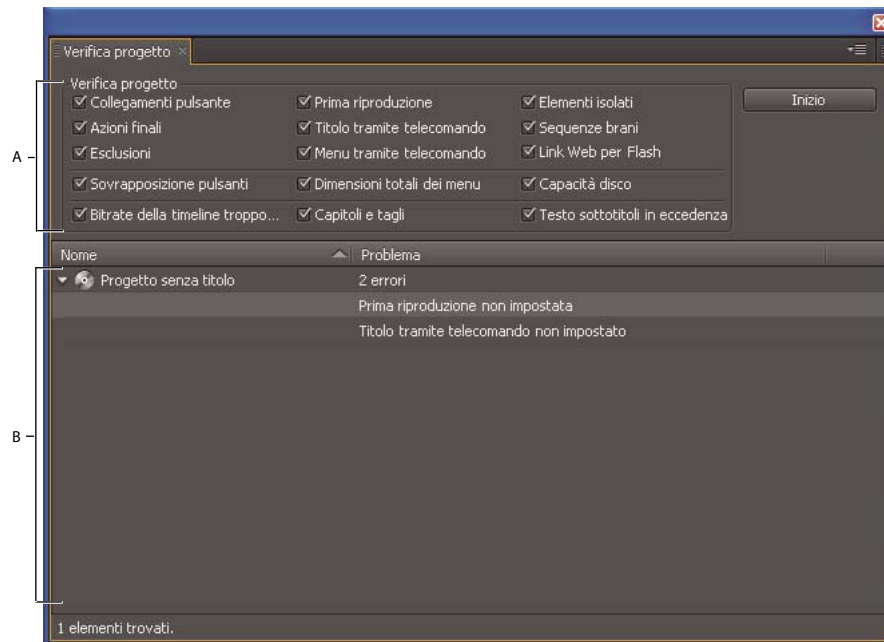 Verifica progetto
Verifica progetto
Collegamenti pulsante Prima riproduzione Elementi isolati Inizio
Azioni finali Titolo tramite telecomando Sequenze brani
A Esclusioni Menu tramite telecomando Link Web per Flash
Sovrapposizione pulsanti Dimensioni totali dei menu Capacità disco
Bitrate della timeline troppo... Capitoli e tagli Testo sottotitoli in eccedenza
Nome Problema
Progetto senza titolo 2 errori
Prima riproduzione non impostata
Titolo tramite telecomando non impostato
B
1 elementi trovati.